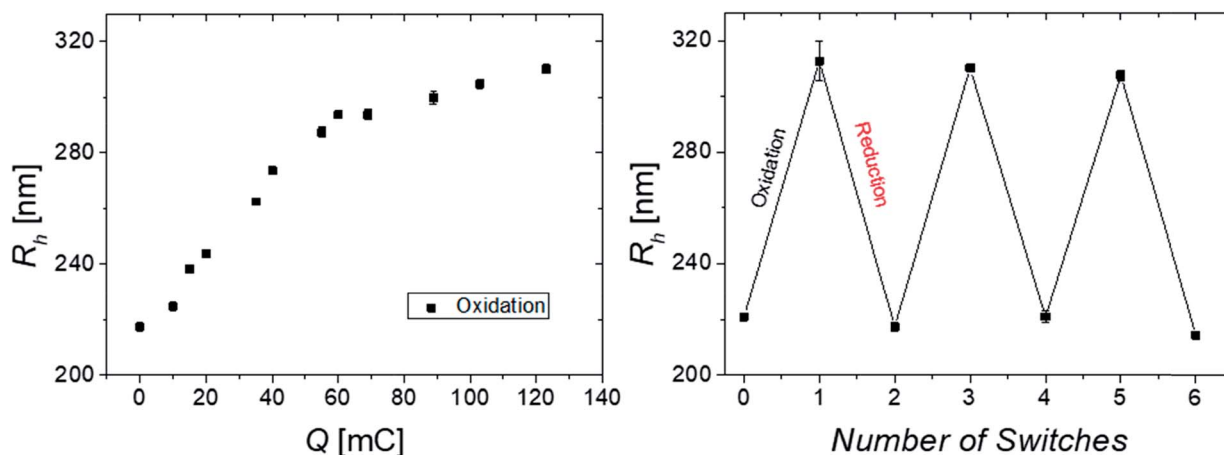 320
280
240
200
R_h [nm]
Oxidation
0 20 40 60 80 100 120 140
Q [mC]
320
280
240
200
R_h [nm]
Oxidation
Reduction
0 1 2 3 4 5 6
Number of Switches